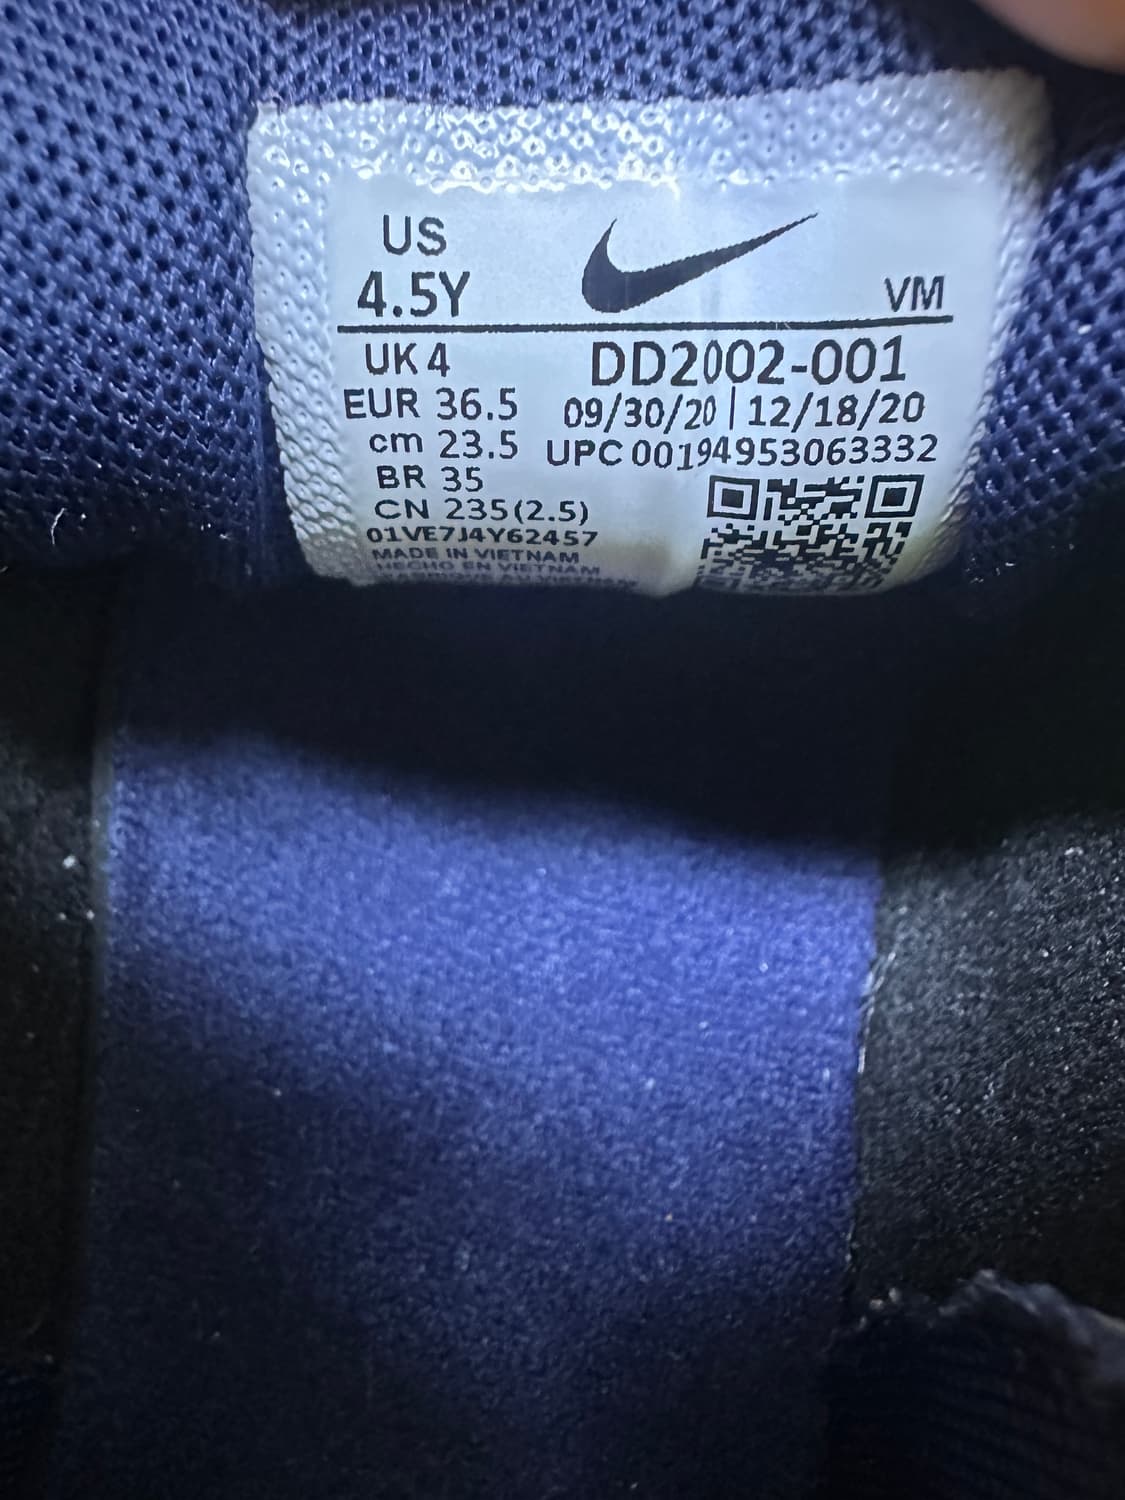 US
4.5Y
VM
UK 4
DD2002-001
EUR 36.5
09/30/20 | 12/18/20
cm 23.5
UPC 00194953063332
BR 35
CN 235(2.5)
01VE7J4Y62457
MADE IN VIETNAM
HECHO EN VIETNAM